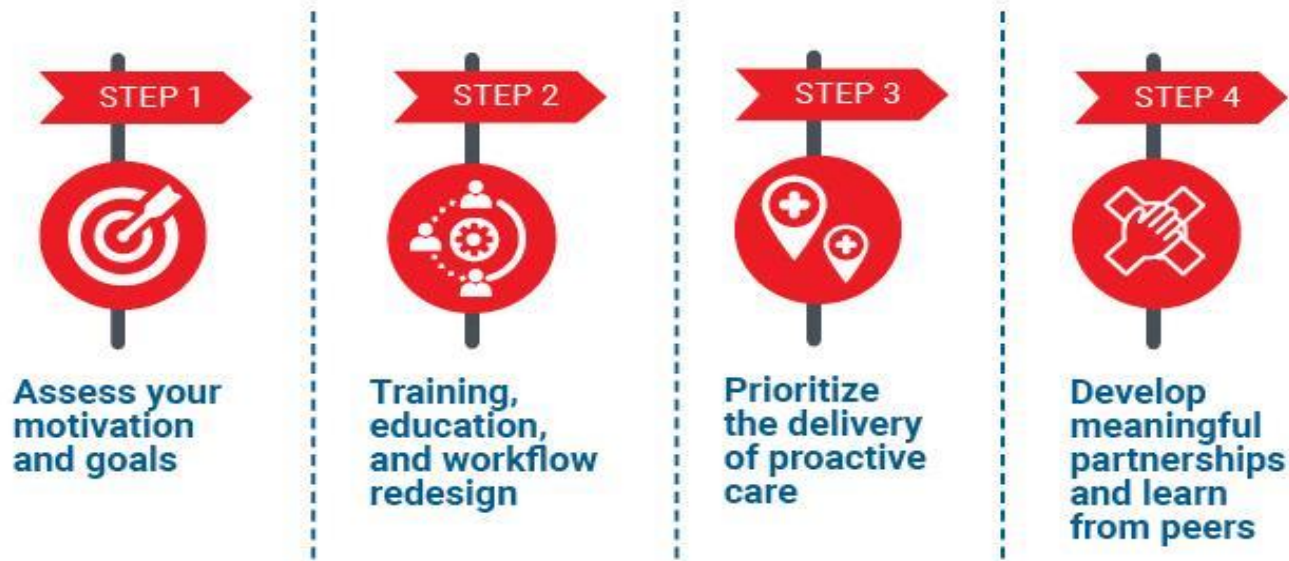 STEP 1
Assess your
motivation
and goals
STEP 2
Training,
education,
and workflow
redesign
STEP 3
Prioritize
the delivery
of proactive
care
STEP 4
Develop
meaningful
partnerships
and learn
from peers